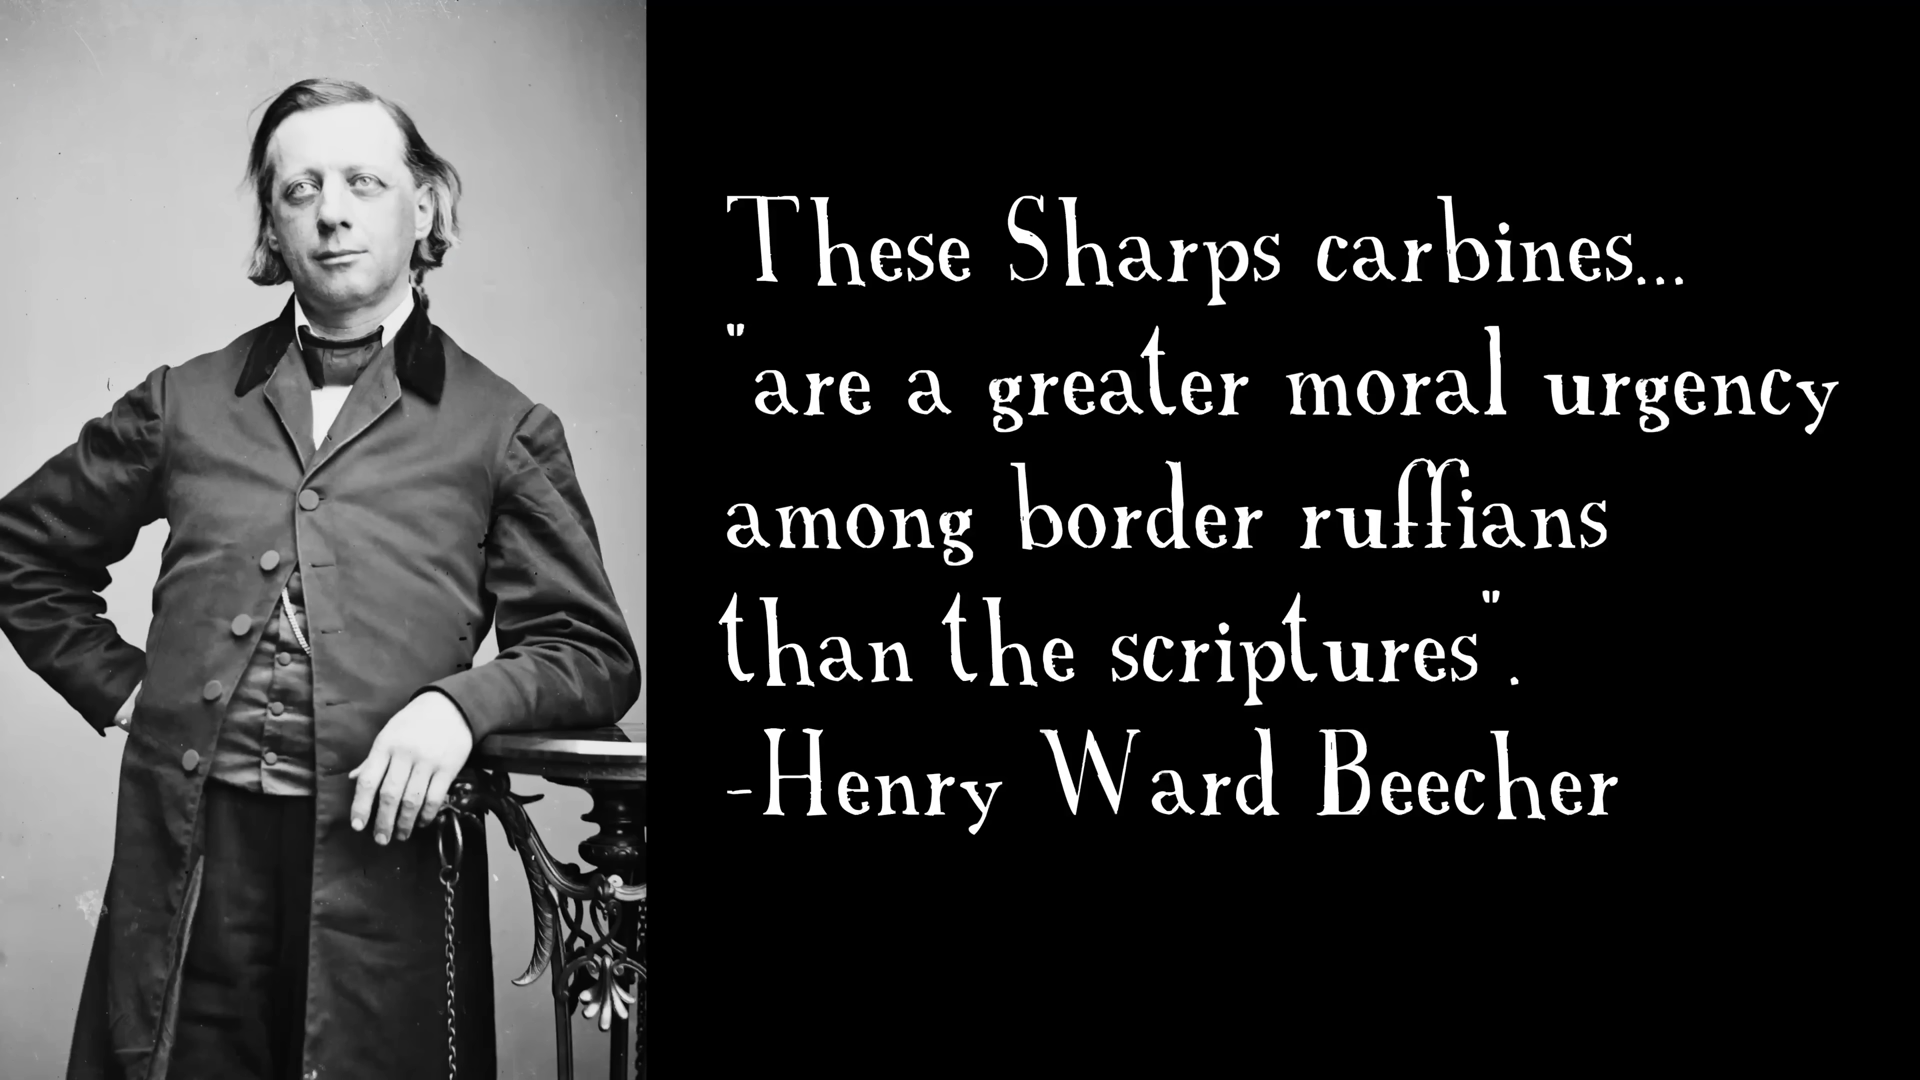 These Sharps carbines...
"are a greater moral urgency
among border ruffians
than the scriptures".
-Henry Ward Beecher